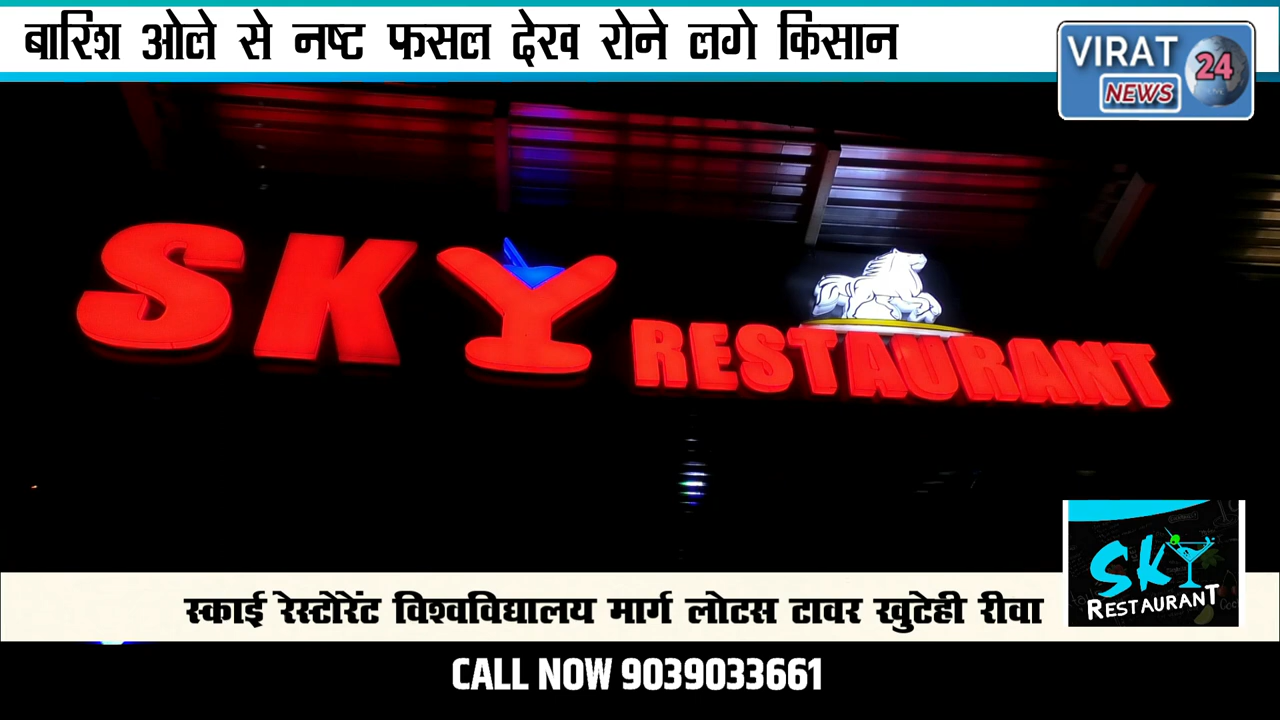 बारिश ओले से नष्ट फसल देख रोने लगे किसान
VIRAT 24
NEWS
SKY RESTAURANT
SKY
RESTAURANT
स्काई रेस्टोरेंट विश्वविद्यालय मार्ग लोटस टावर खुटेही रीवा
CALL NOW 9039033661